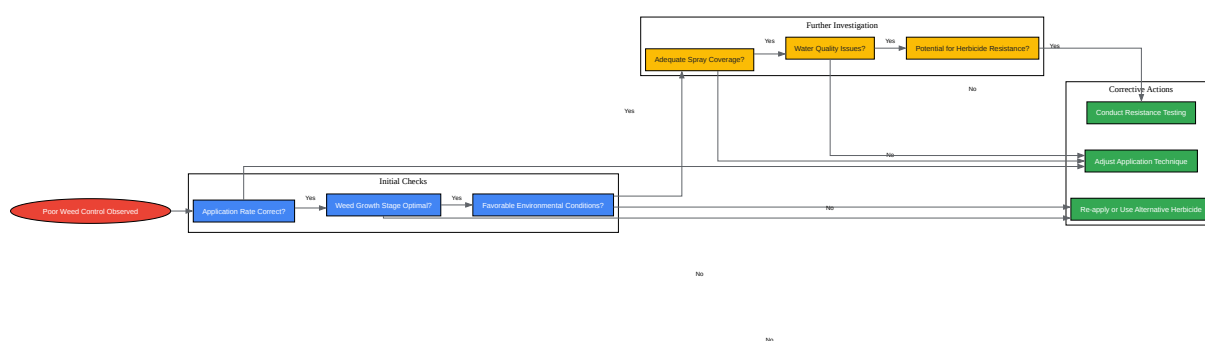 Further Investigation
Adequate Spray Coverage?
Yes
Water Quality Issues?
Yes
Potential for Herbicide Resistance?
Yes
No
Corrective Actions
Conduct Resistance Testing
Yes
No
Adjust Application Technique
Initial Checks
Poor Weed Control Observed
Application Rate Correct?
Yes
Weed Growth Stage Optimal?
Yes
Favorable Environmental Conditions?
No
Re-apply or Use Alternative Herbicide
No
No